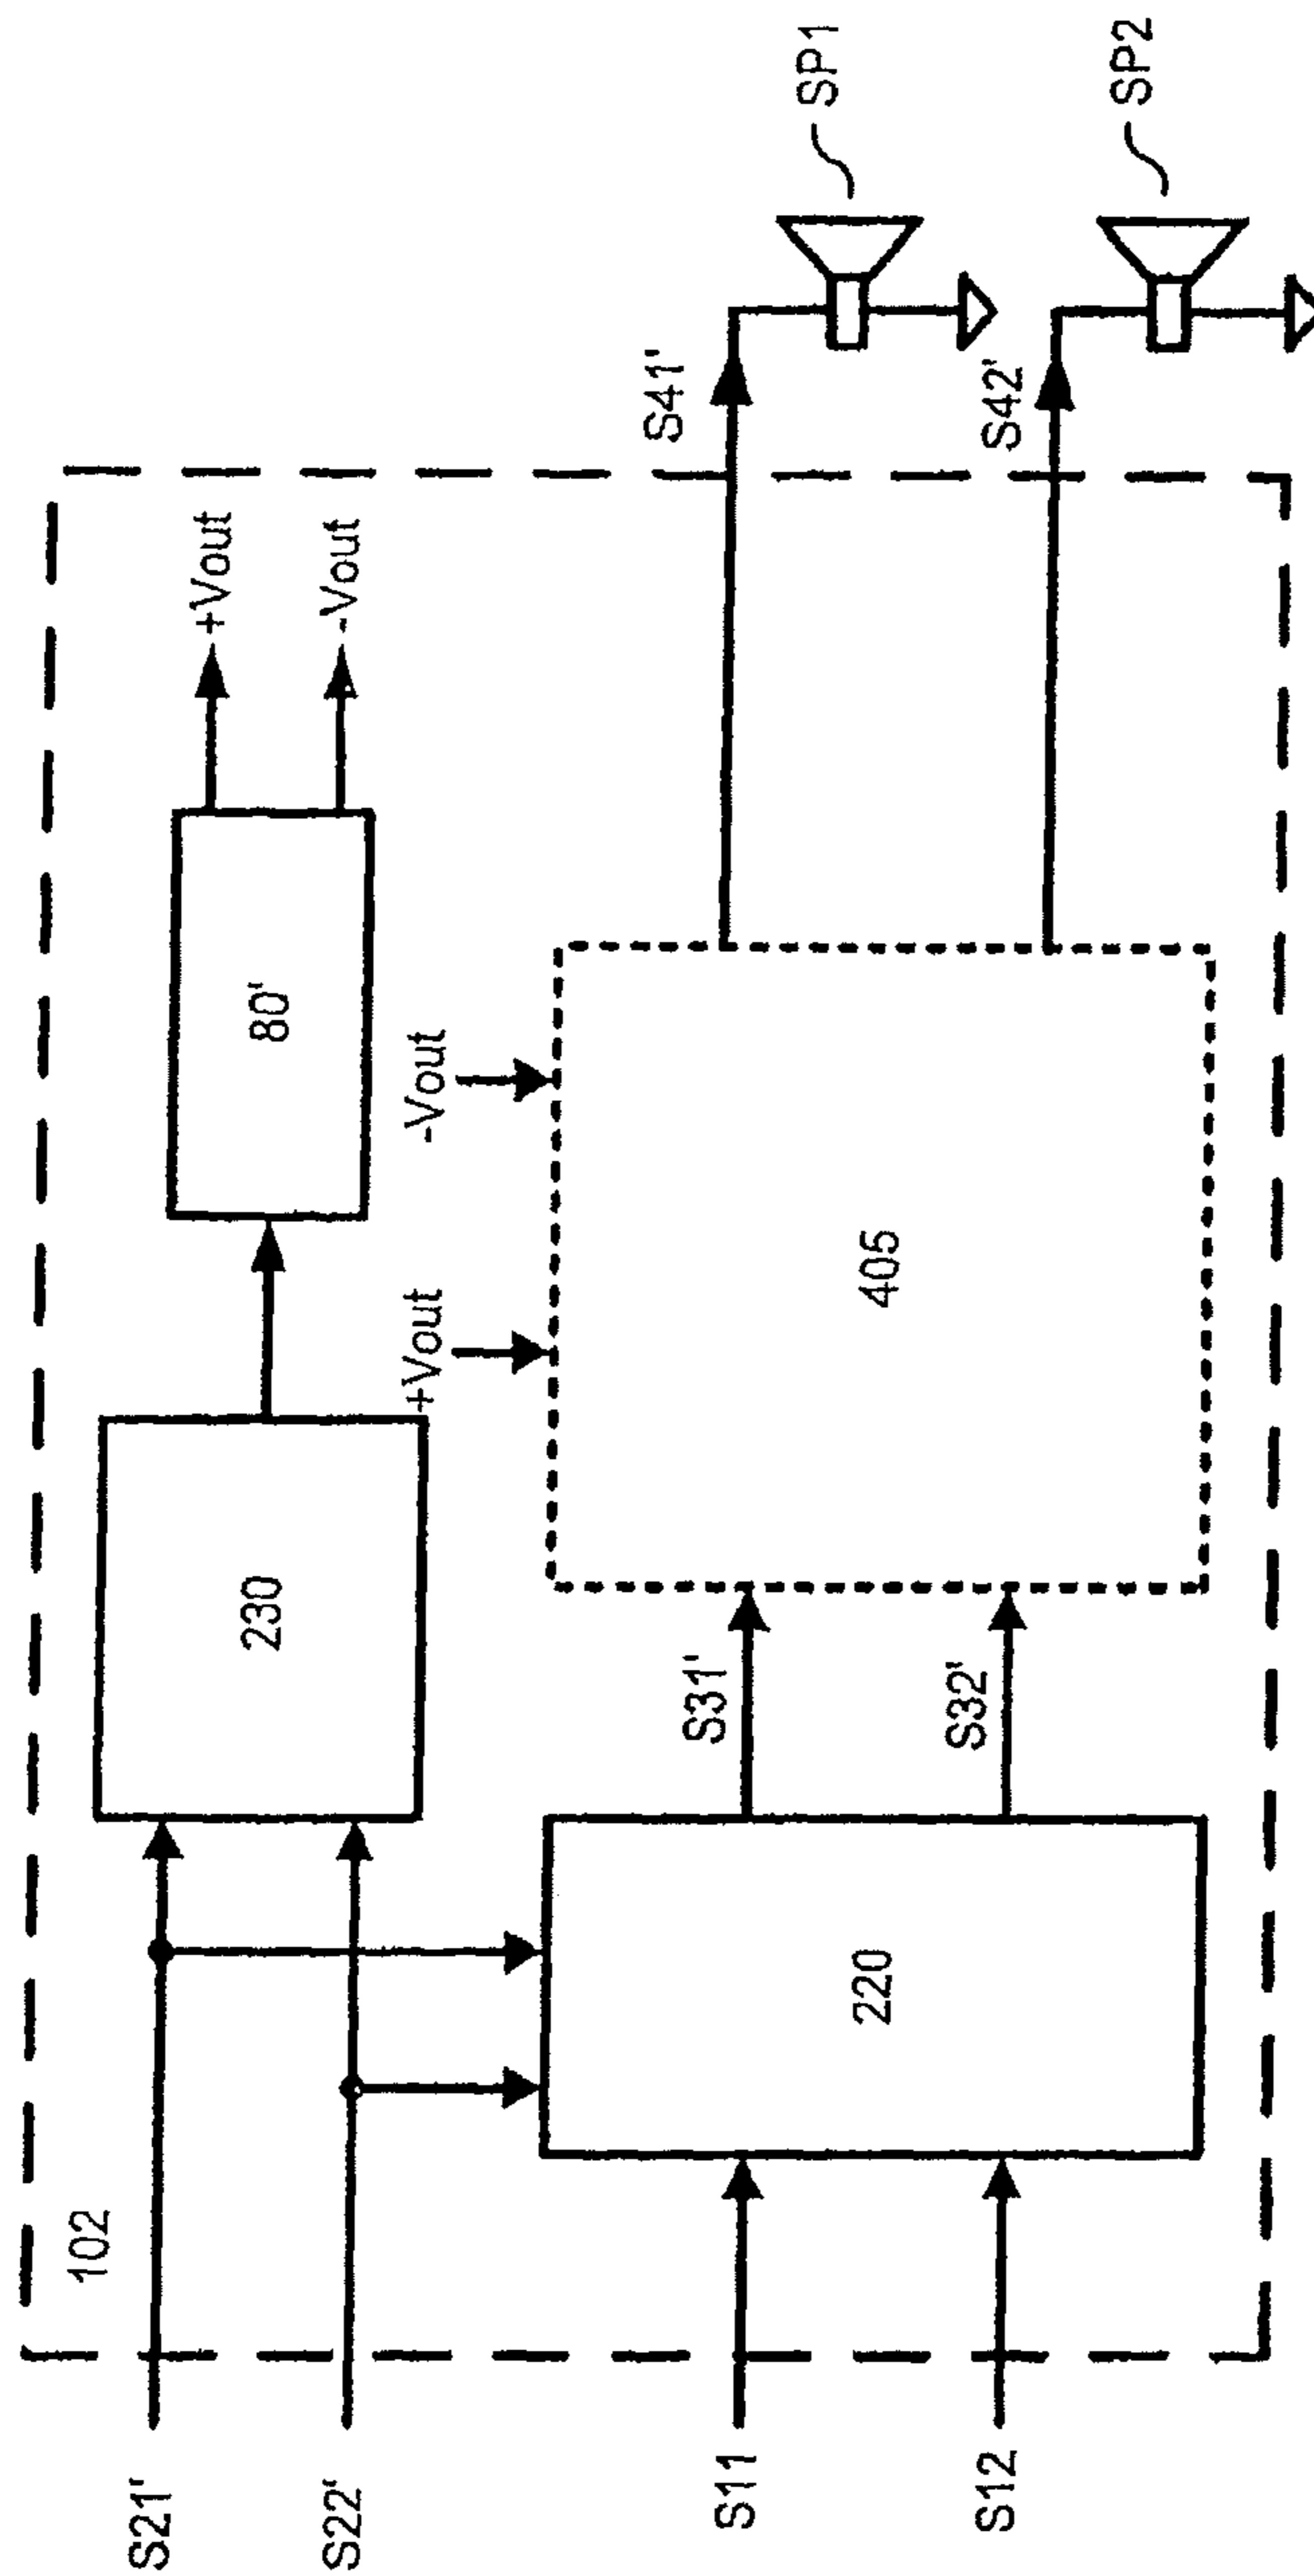 102
S21'
S22'
S11
S12
230
80'
+Vout
-Vout
+Vout
-Vout
220
S31'
S32'
405
S41'
S42'
SP1
SP2